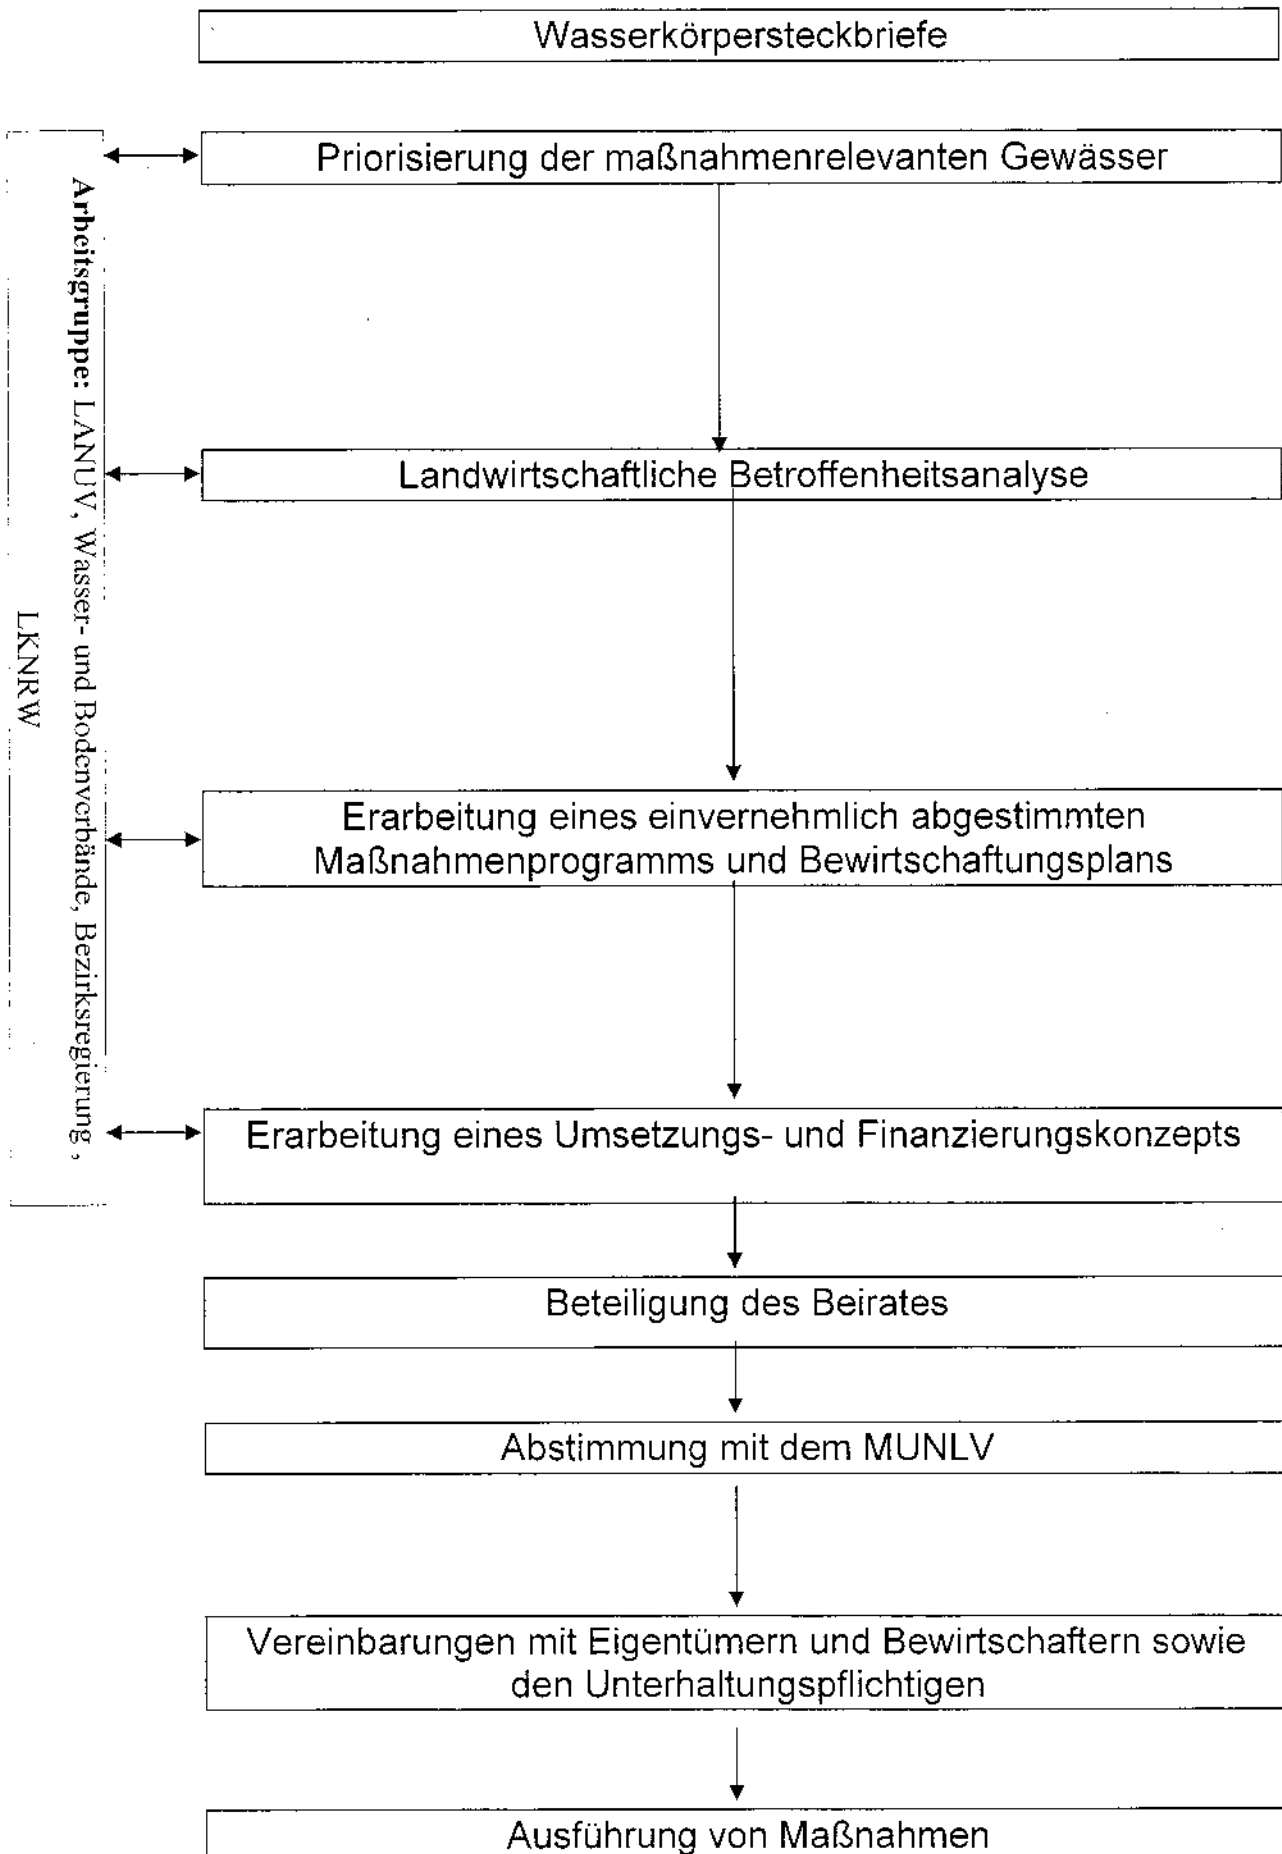 Wasserkörpersteckbriefe
Priorisierung der maßnahmenrelevanten Gewässer
Arbeitsgruppe: LANUV, Wasser- und Bodenverbände, Bezirksregierung ,
LKNRW
Landwirtschaftliche Betroffenheitsanalyse
Erarbeitung eines einvernehmlich abgestimmten
Maßnahmenprogramms und Bewirtschaftungsplans
Erarbeitung eines Umsetzungs- und Finanzierungskonzepts
Beteiligung des Beirates
Abstimmung mit dem MUNLV
Vereinbarungen mit Eigentümern und Bewirtschaftern sowie
den Unterhaltungspflichtigen
Ausführung von Maßnahmen